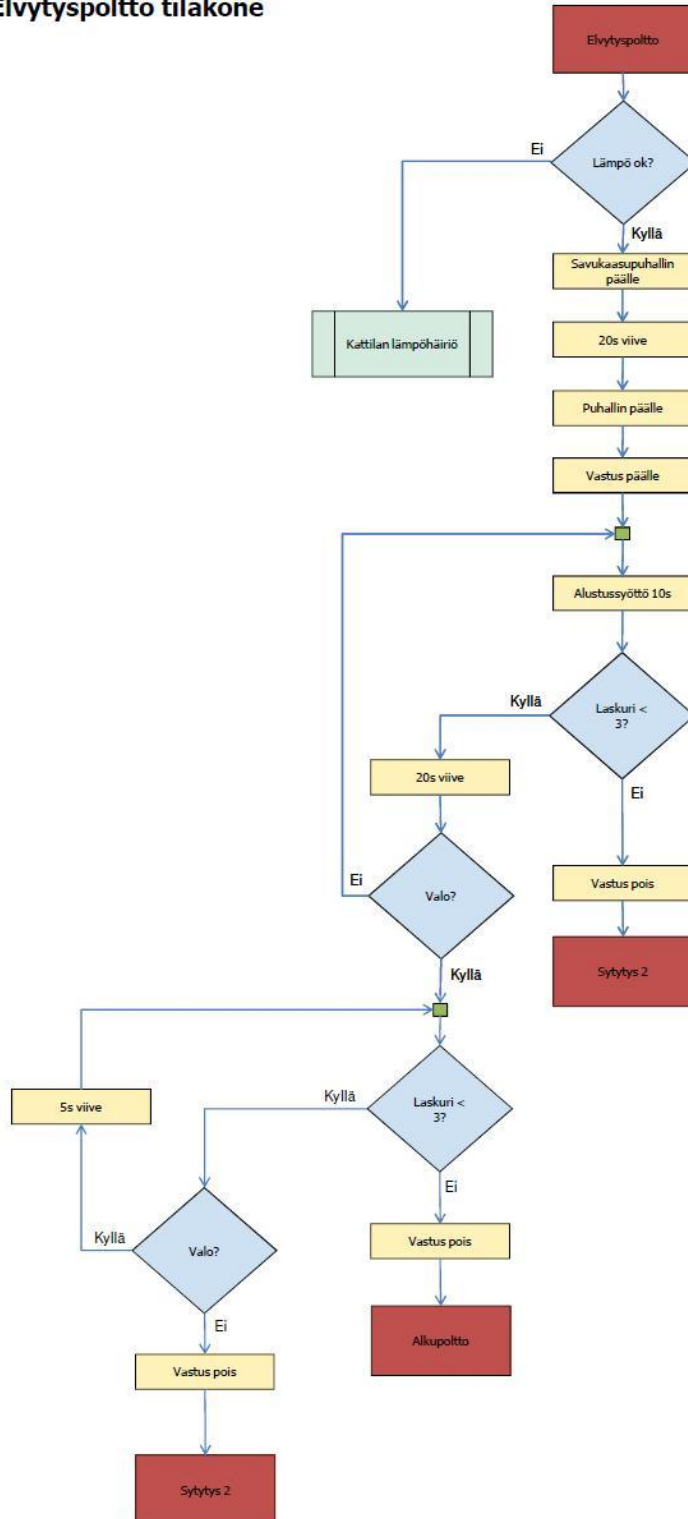 Elvytyspoltto tilakone
Elvytyspoltto
Ei
Lämpö ok?
Kyllä
Savukaasupuhallin
päälle
Kattilan lämpöhäiriö
20s viive
Puhallin päälle
Vastus päälle
Alustussyöttö 10s
Kyllä
Laskuri <
3?
20s viive
Ei
Ei
Valo?
Vastus pois
Kyllä
Sytytys 2
5s viive
Kyllä
Laskuri <
3?
Ei
Kyllä
Valo?
Vastus pois
Ei
Alkupoltto
Vastus pois
Sytytys 2